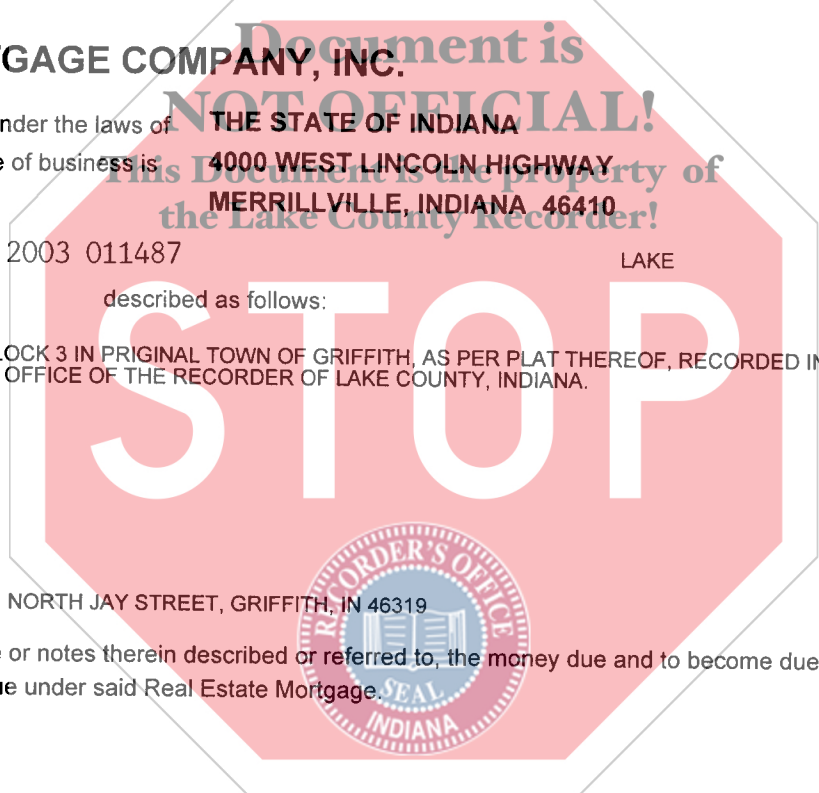 Document is
GAGE COMPANY, INC.
NOT OFFICIAL!
nder the laws of THE STATE OF INDIANA
e of business is 4000 WEST LINCOLN HIGHWAY
This Document is the property of
MERRILLVILLE, INDIANA 46410
the Lake County Recorder!
2003 011487 LAKE
described as follows:
STOP
LOCK 3 IN PRIGINAL TOWN OF GRIFFITH, AS PER PLAT THEREOF, RECORDED IN
OFFICE OF THE RECORDER OF LAKE COUNTY, INDIANA.
RECORDER'S OFFICE
NORTH JAY STREET, GRIFFITH, IN 46319
e or notes therein described or referred to, the money due and to become due
ue under said Real Estate Mortgage.
SEAL
INDIANA